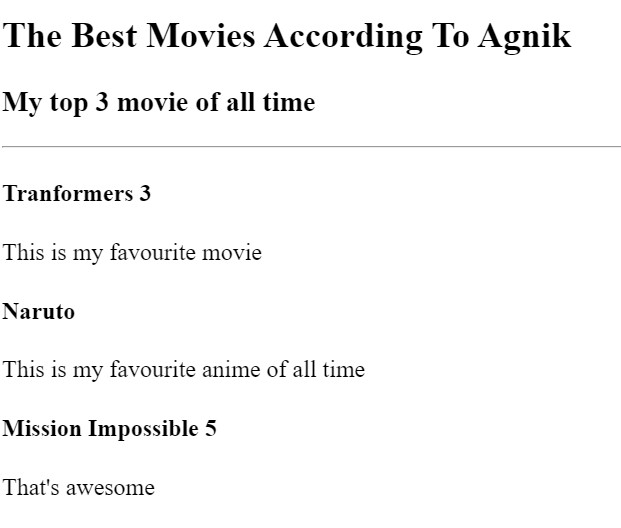 The Best Movies According To Agnik
My top 3 movie of all time
Tranformers 3
This is my favourite movie
Naruto
This is my favourite anime of all time
Mission Impossible 5
That's awesome